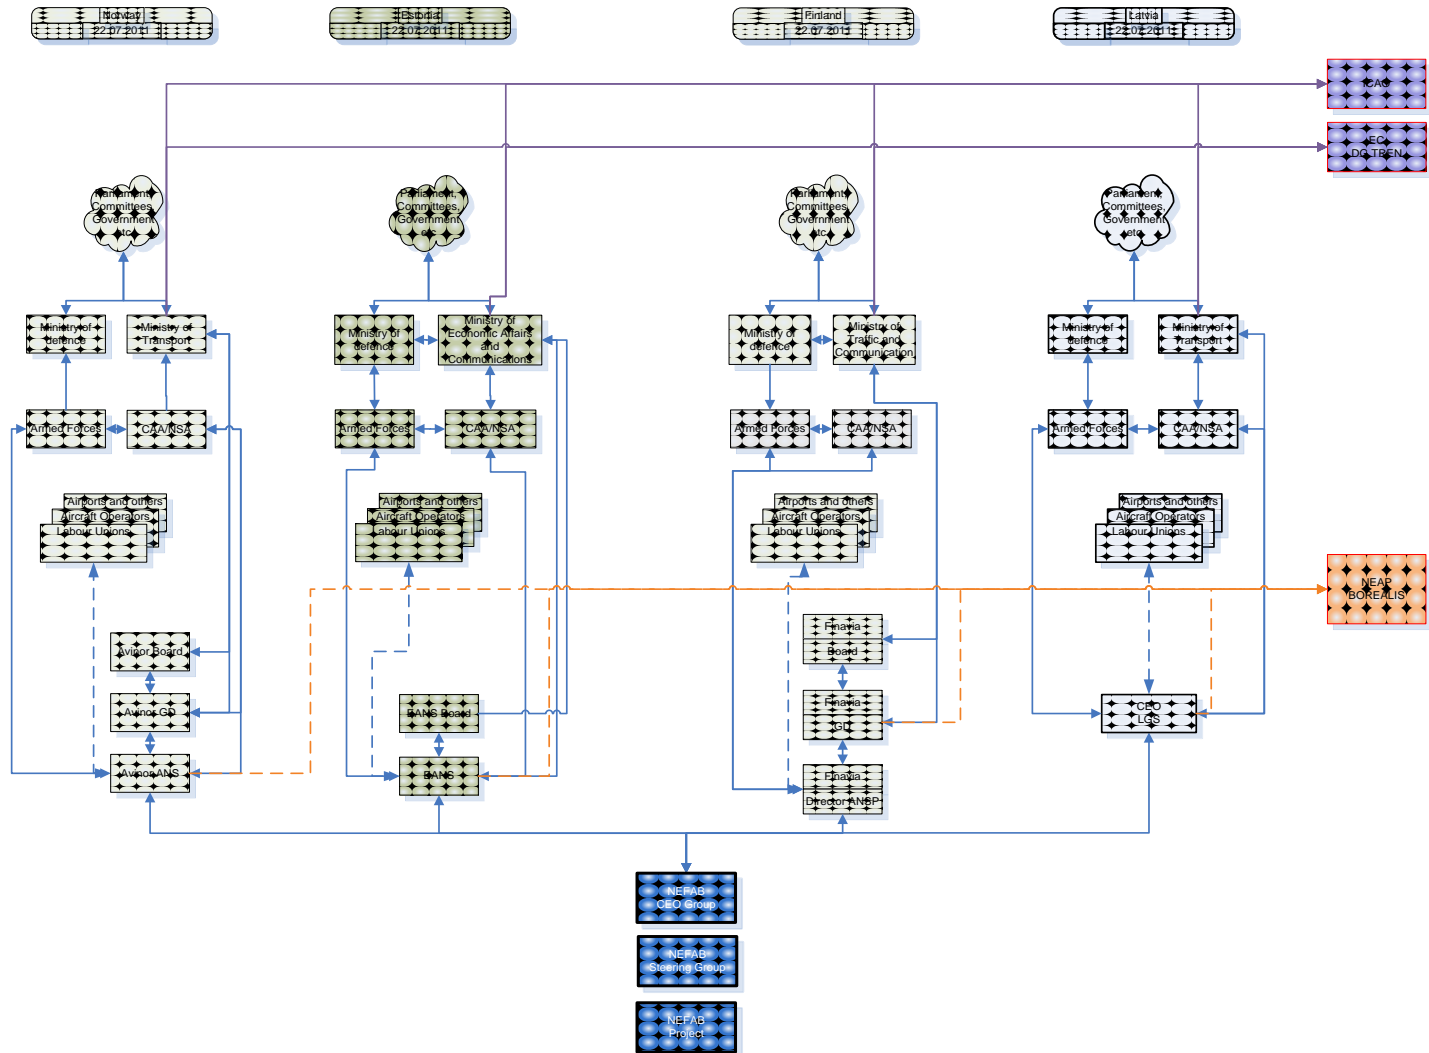 Norway
22.07.2011
Estonia
22.07.2011
Finland
22.07.2011
Latvia
22.07.2011
ICAO
EC
DG TREN
Parliament,
Committees,
Government
etc
Parliament,
Committees,
Government
etc
Parliament,
Committees,
Government
etc
Parliament,
Committees,
Government
etc
Ministry of
defence
Ministry of
Transport
Ministry of
defence
Ministry of
Economic Affairs
and
Communications
Ministry of
defence
Ministry of
Traffic and
Communication
Ministry of
defence
Ministry of
Transport
Armed Forces
CAA/NSA
Armed Forces
CAA/NSA
Armed Forces
CAA/NSA
Armed Forces
CAA/NSA
Airports and others
Aircraft Operators
Labour Unions
Airports and others
Aircraft Operators
Labour Unions
Airports and others
Aircraft Operators
Labour Unions
Airports and others
Aircraft Operators
Labour Unions
NEAP
BOREALIS
Avinor Board
Avinor GD
Avinor ANS
EANS Board
EANS
Finavia
Board
Finavia
GD
Finavia
Director ANSP
CEO
LGS
NEFAB
CEO Group
NEFAB
Steering Group
NEFAB
Project